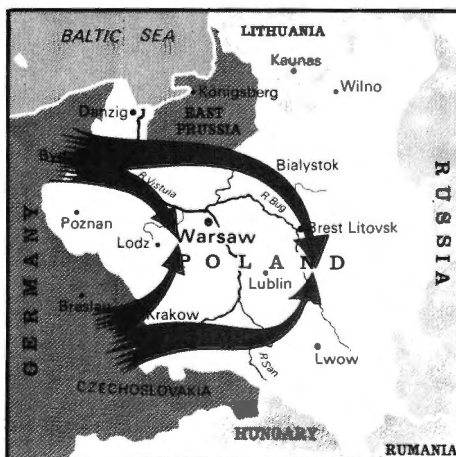 BALTIC SEA
LITHUANIA
Kaunas
Wilno
Königsberg
Danzig
EAST
PRUSSIA
Bialystok
R.Vistula
R.Bug
Poznan
Warsaw
Brest Litovsk
Lodz
POLAND
Lublin
Breslau
Krakow
Lwow
R.San
GERMANY
RUSSIA
CZECHOSLOVAKIA
HUNGARY
RUMANIA